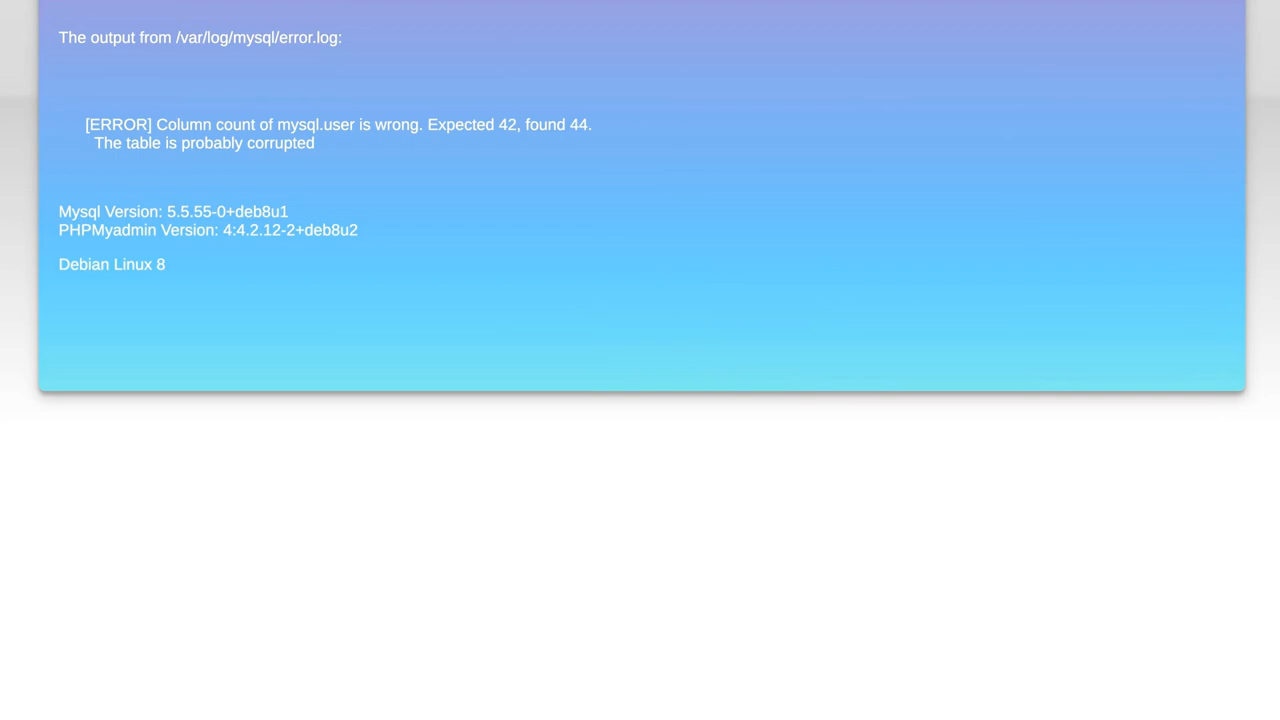 The output from /var/log/mysql/error.log:
[ERROR] Column count of mysql.user is wrong. Expected 42, found 44.
The table is probably corrupted
Mysql Version: 5.5.55-0+deb8u1
PHPMyadmin Version: 4:4.2.12-2+deb8u2
Debian Linux 8